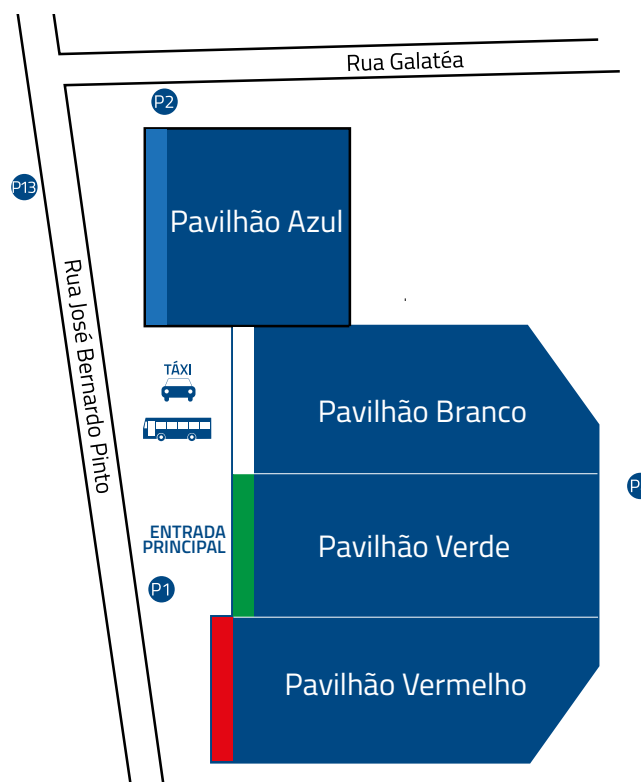 Rua Galatéa
P2
Pavilhão Azul
P13
Rua José Bernardo Pinto
TÁXI
Pavilhão Branco
ENTRADA
PRINCIPAL
Pavilhão Verde
P1
Pavilhão Vermelho